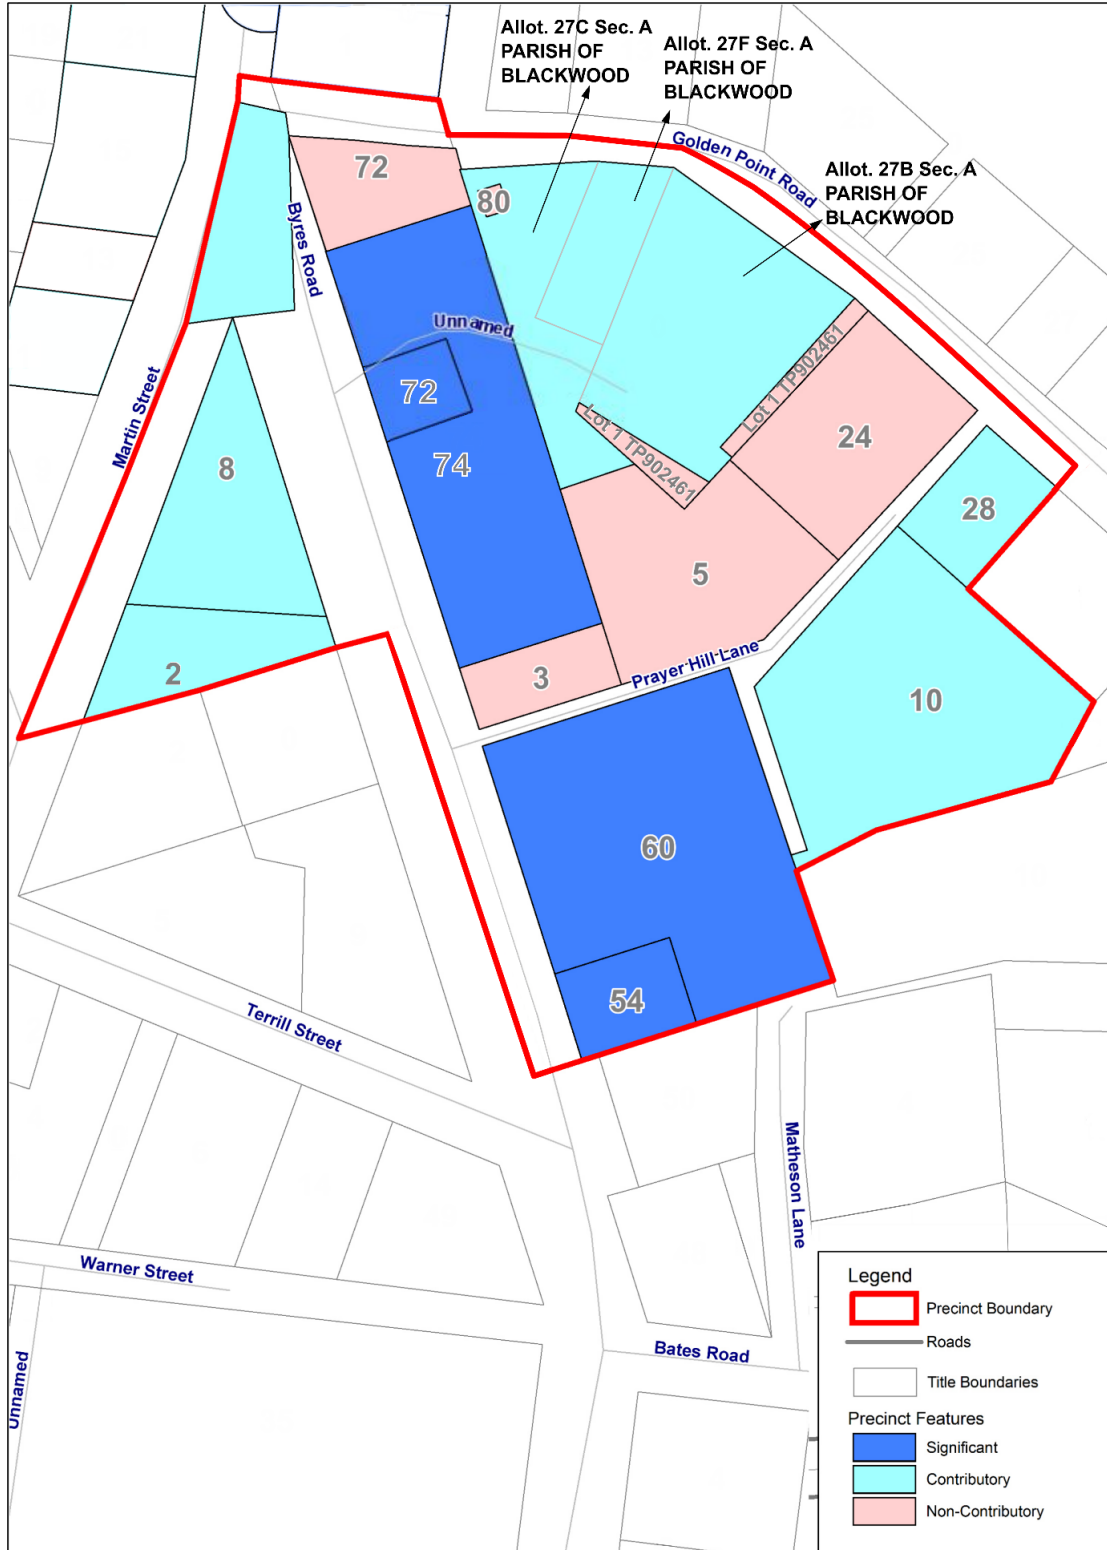 Allot. 27C Sec. A
PARISH OF
BLACKWOOD
Allot. 27F Sec. A
PARISH OF
BLACKWOOD
Golden Point Road
Allot. 27B Sec. A
PARISH OF
BLACKWOOD
72
80
Byres Road
Unnamed
Martin Street
72
74
8
Lot 1 TP902461
Lot 1 TP902461
24
28
5
3
Prayer Hill Lane
2
10
60
54
Terrill Street
Matheson Lane
Warner Street
Bates Road
Unnamed
Legend
Precinct Boundary
Roads
Title Boundaries
Precinct Features
Significant
Contributory
Non-Contributory